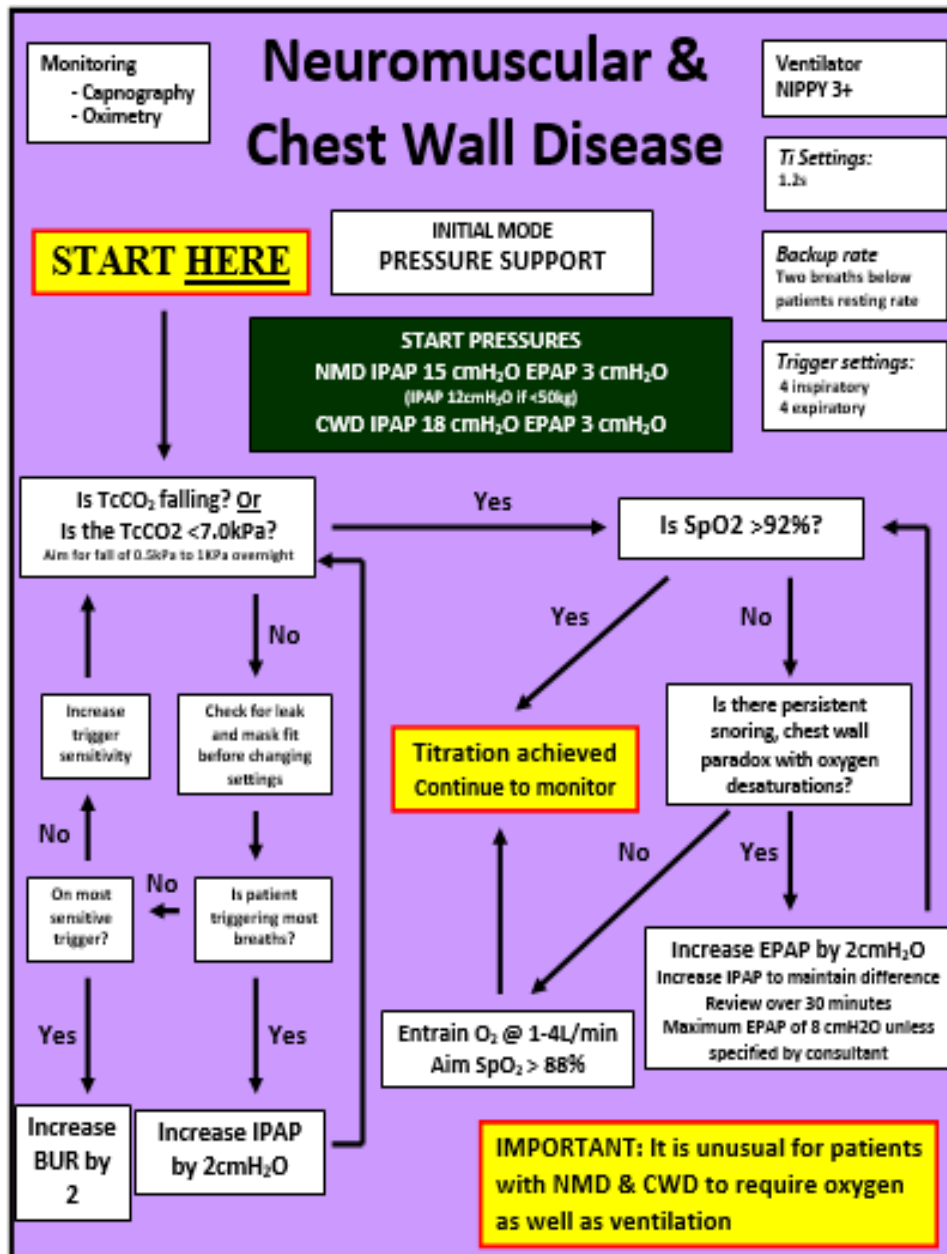 Monitoring
- Capnography
- Oximetry
Neuromuscular &
Chest Wall Disease
Ventilator
NIPPY 3+
Ti Settings:
1.2s
START HERE
INITIAL MODE
PRESSURE SUPPORT
Backup rate
Two breaths below
patients resting rate
START PRESSURES
NMD IPAP 15 cmH₂O EPAP 3 cmH₂O
(IPAP 12cmH₂O if <50kg)
CWD IPAP 18 cmH₂O EPAP 3 cmH₂O
Trigger settings:
4 inspiratory
4 expiratory
Is TcCO₂ falling? Or
Is the TcCO2 <7.0kPa?
Aim for fall of 0.5kPa to 1KPa overnight
Yes
Is SpO2 >92%?
No
Yes
No
Increase
trigger
sensitivity
Check for leak
and mask fit
before changing
settings
Titration achieved
Continue to monitor
Is there persistent
snoring, chest wall
paradox with oxygen
desaturations?
No
No
No
Yes
On most
sensitive
trigger?
Is patient
triggering most
breaths?
Yes
Yes
Increase EPAP by 2cmH₂O
Increase IPAP to maintain difference
Review over 30 minutes
Maximum EPAP of 8 cmH2O unless
specified by consultant
Entrain O₂ @ 1-4L/min
Aim SpO₂ > 88%
Increase
BUR by
2
Increase IPAP
by 2cmH₂O
IMPORTANT: It is unusual for patients
with NMD & CWD to require oxygen
as well as ventilation